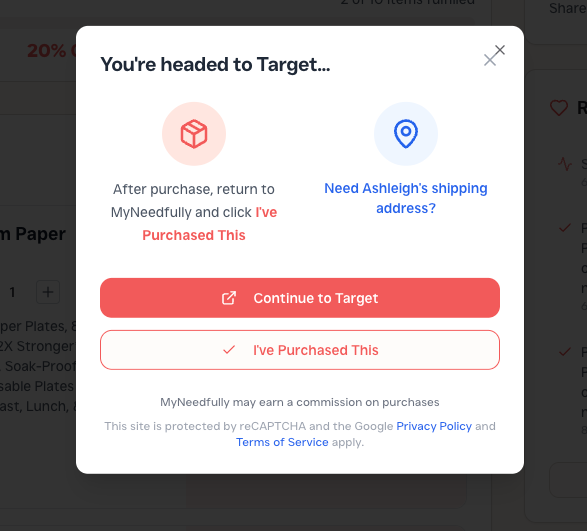 2 of 10 items fulfilled
Share
20%
You're headed to Target...
After purchase, return to
MyNeedfully and click I've
Purchased This
Need Ashleigh's shipping
address?
m Paper
1
per Plates, 8
2X Stronger
Soak-Proof
sable Plates
ast, Lunch, &
Continue to Target
I've Purchased This
MyNeedfully may earn a commission on purchases
This site is protected by reCAPTCHA and the Google Privacy Policy and
Terms of Service apply.